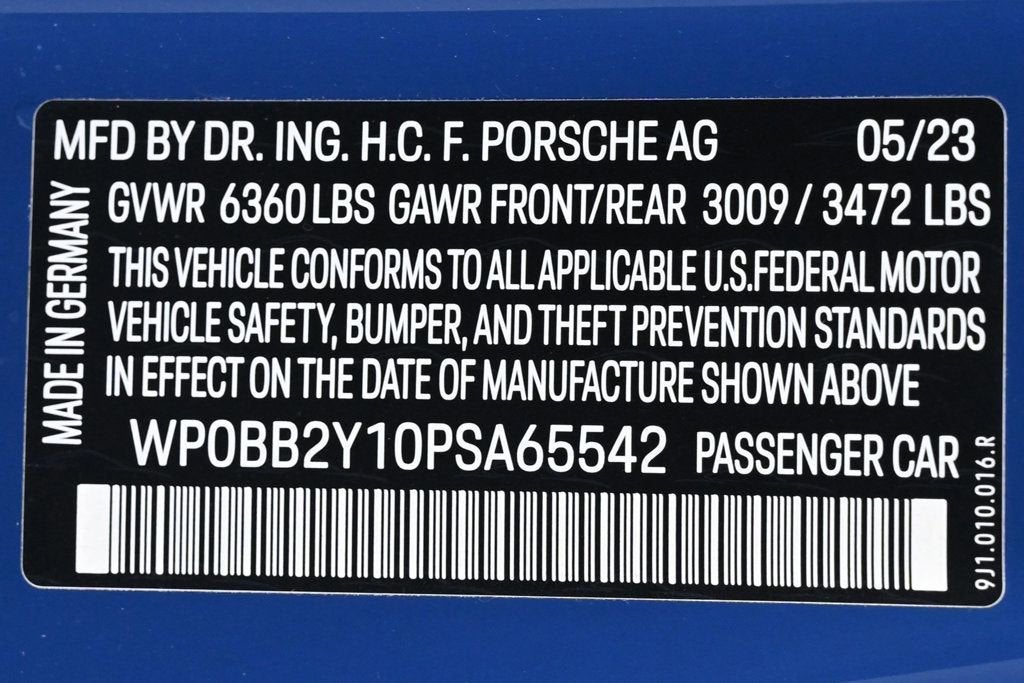 MFD BY DR. ING. H.C. F. PORSCHE AG 05/23
GVWR 6360 LBS GAWR FRONT/REAR 3009 / 3472 LBS
THIS VEHICLE CONFORMS TO ALL APPLICABLE U.S.FEDERAL MOTOR
VEHICLE SAFETY, BUMPER, AND THEFT PREVENTION STANDARDS
IN EFFECT ON THE DATE OF MANUFACTURE SHOWN ABOVE
WP0BB2Y10PSA65542 PASSENGER CAR
MADE IN GERMANY
9J1.010.016.R